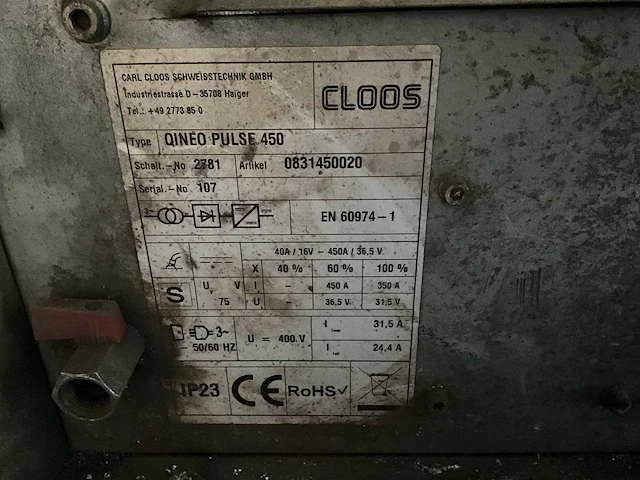 CARL CLOOS SCHWEISSTECHNIK GMBH
Industriestrasse D-35708 Haiger
Tel.: +49 2773 85 0
CLOOS
Type QINEO PULSE 450
Schalt.-No 2781 Artikel 0831450020
Serial.-No 107
3~
EN 60974-1
40A / 16V - 450A / 36,5 V
X 40 % 60 % 100 %
S
U₀ V
75
I - 450 A 350 A
U - 36,5 V 31,5 V
3~
50/60 HZ
U = 400 V
I 31,5 A
I 24,4 A
IP23 CE RoHS✓